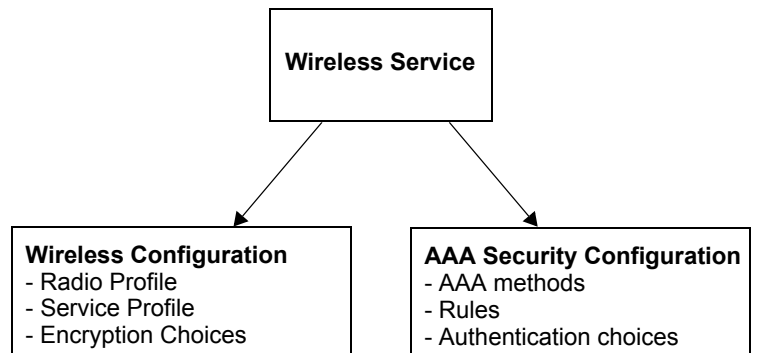 Wireless Service
Wireless Configuration
- Radio Profile
- Service Profile
- Encryption Choices
AAA Security Configuration
- AAA methods
- Rules
- Authentication choices